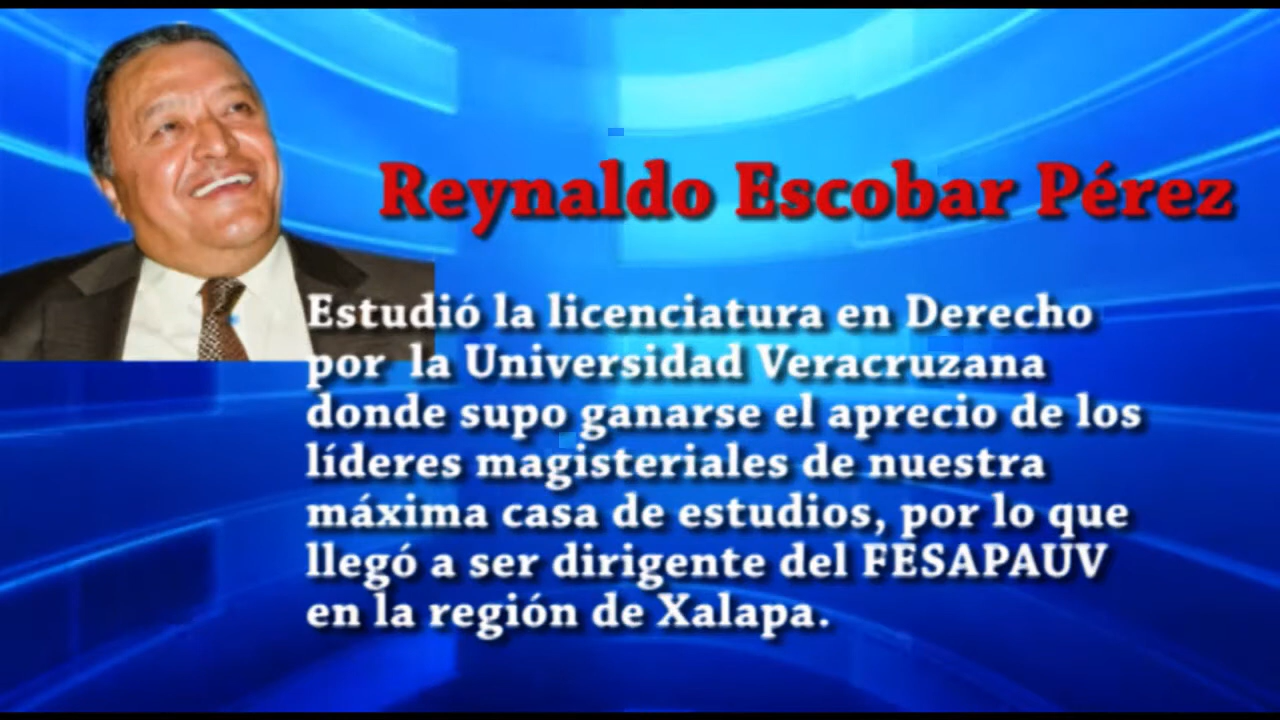 Reynaldo Escobar Pérez
Estudió la licenciatura en Derecho
por la Universidad Veracruzana
donde supo ganarse el aprecio de los
líderes magisteriales de nuestra
máxima casa de estudios, por lo que
llegó a ser dirigente del FESAPAUV
en la región de Xalapa.